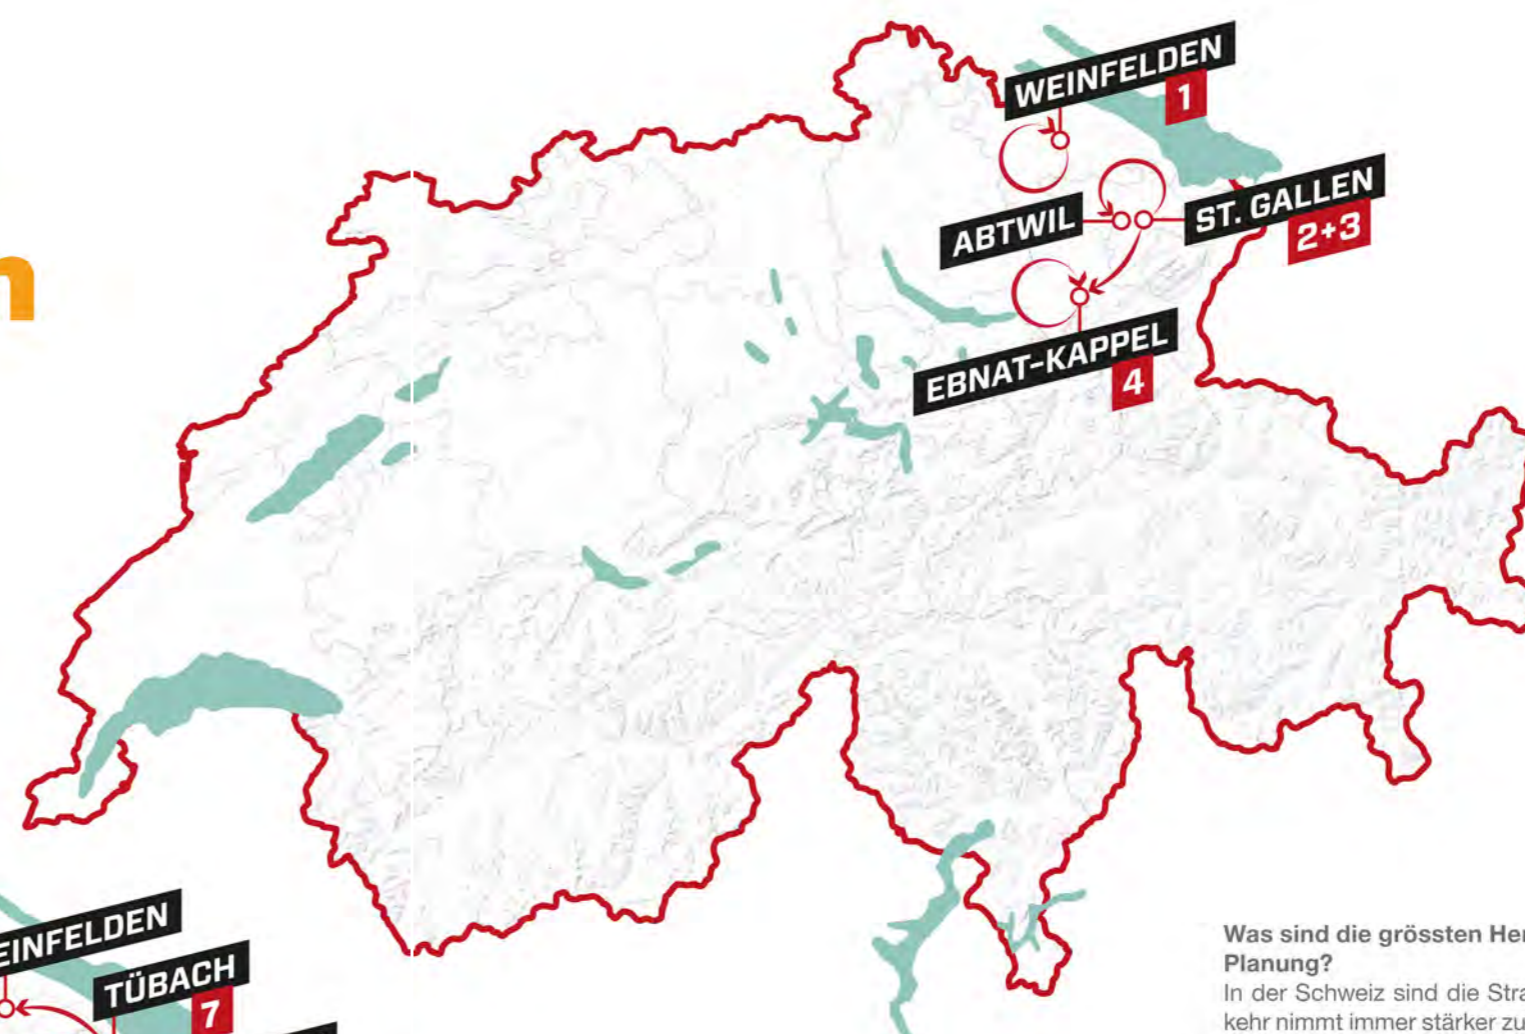 n
WEINFELDEN
1
ABTWIL
ST. GALLEN
2+3
EBNAT-KAPPEL
4
EINFELDEN
TÜBACH
7
Was sind die grössten Her
Planung?
In der Schweiz sind die Stra
kehr nimmt immer stärker zu